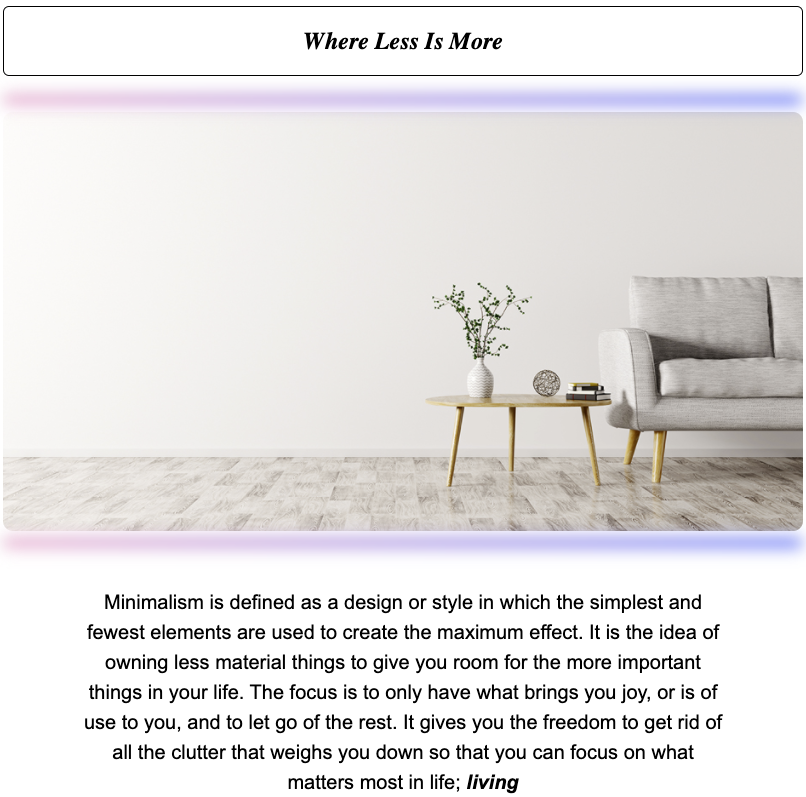 Where Less Is More
Minimalism is defined as a design or style in which the simplest and
fewest elements are used to create the maximum effect. It is the idea of
owning less material things to give you room for the more important
things in your life. The focus is to only have what brings you joy, or is of
use to you, and to let go of the rest. It gives you the freedom to get rid of
all the clutter that weighs you down so that you can focus on what
matters most in life; living